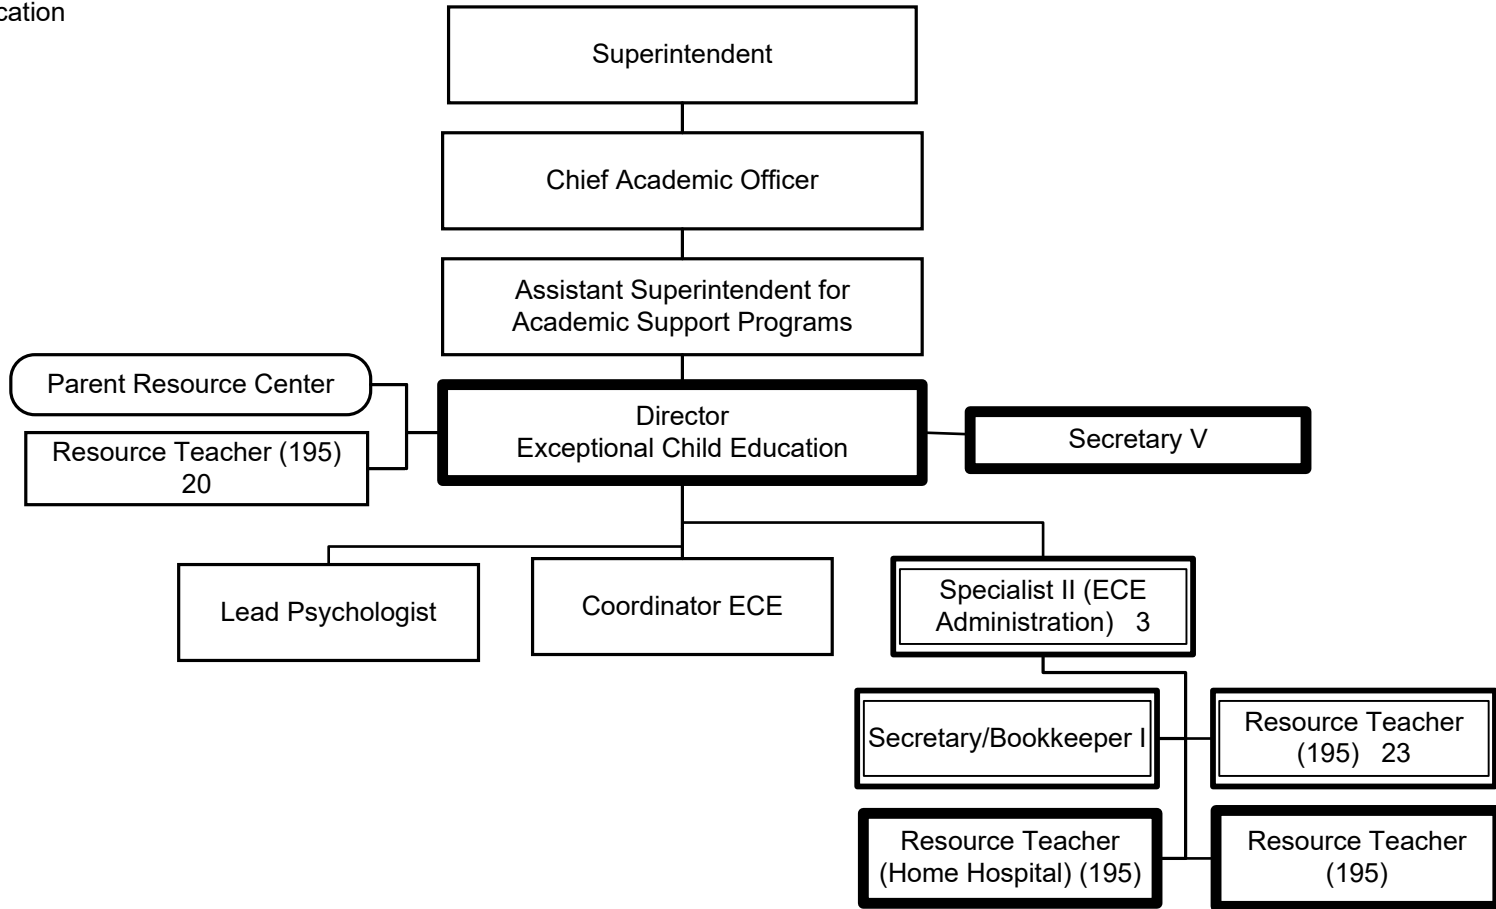 Superintendent
Chief Academic Officer
Assistant Superintendent for
Academic Support Programs
Parent Resource Center
Director
Exceptional Child Education
Secretary V
Resource Teacher (195)
20
Lead Psychologist
Coordinator ECE
Specialist II (ECE
Administration) 3
Secretary/Bookkeeper I
Resource Teacher
(195) 23
Resource Teacher
(Home Hospital) (195)
Resource Teacher
(195)